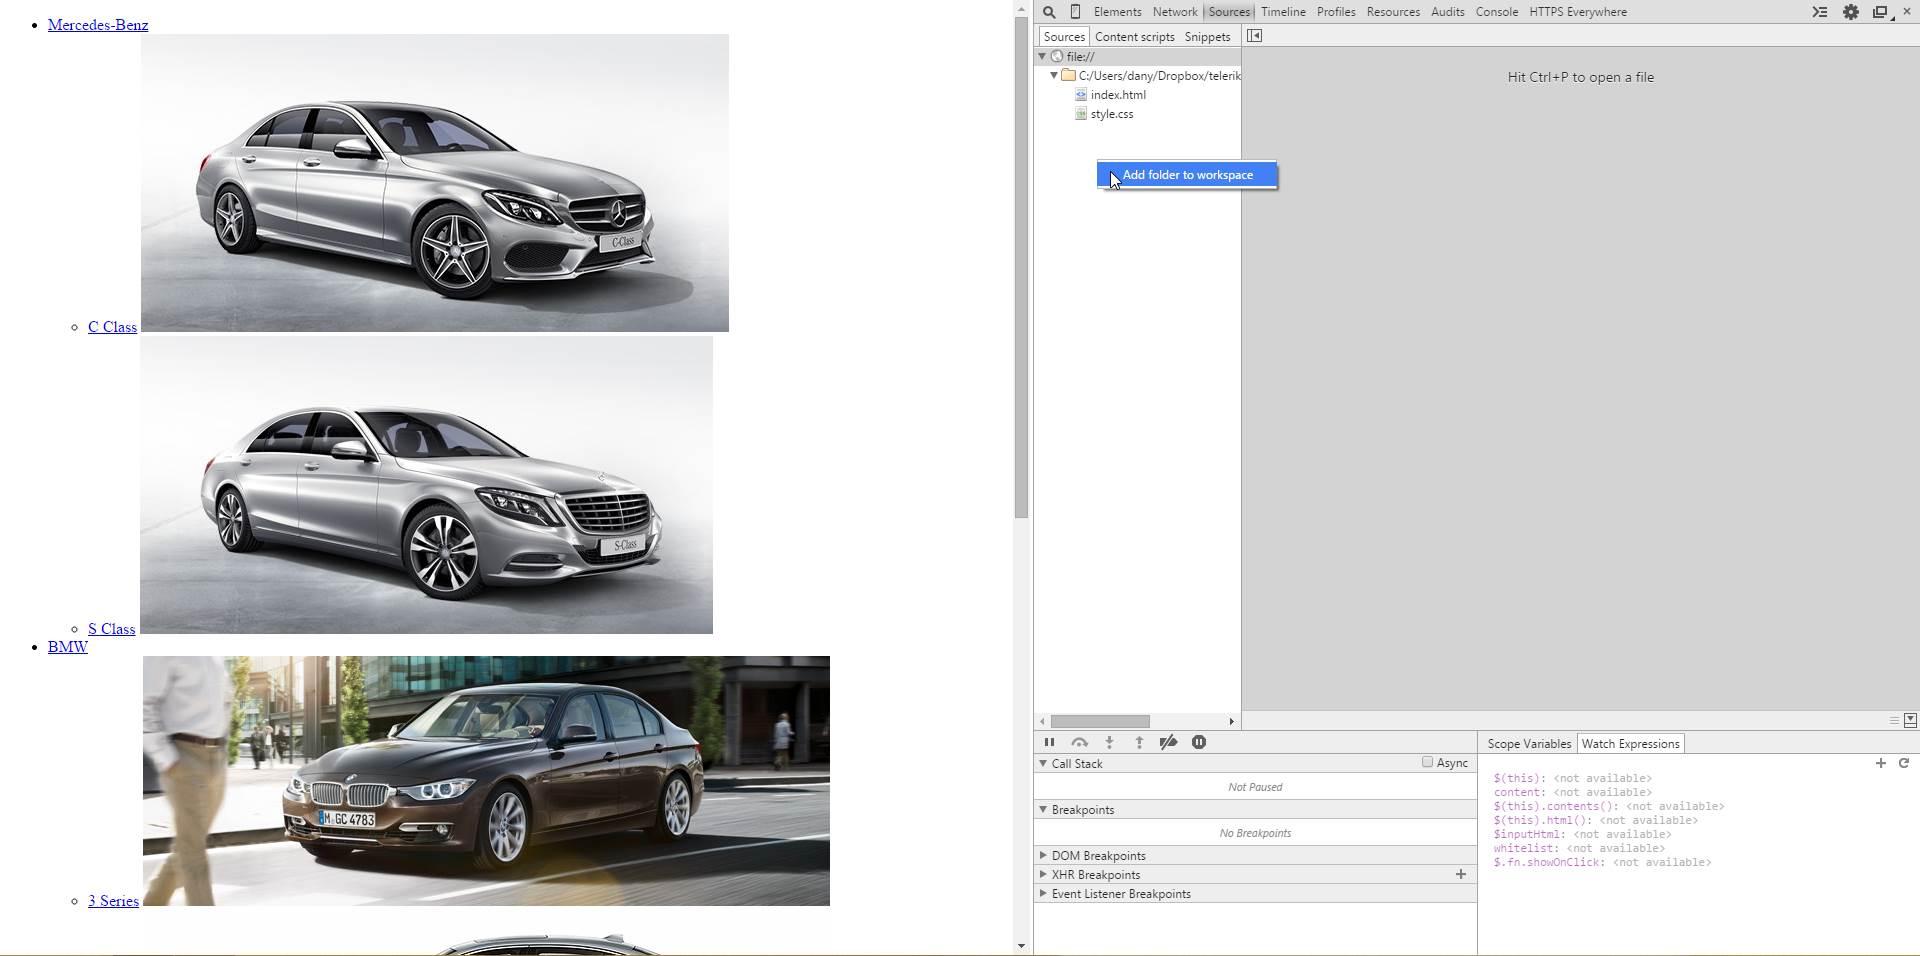 Mercedes-Benz
C-Class
C Class
S-Class
S Class
BMW
M GC 4783
3 Series
Elements Network Sources Timeline Profiles Resources Audits Console HTTPS Everywhere
Sources Content scripts Snippets
file://
C:/Users/dany/Dropbox/telerik
index.html
style.css
Add folder to workspace
Hit Ctrl+P to open a file
Call Stack Async
Not Paused
Breakpoints
No Breakpoints
DOM Breakpoints
XHR Breakpoints
Event Listener Breakpoints
Scope Variables Watch Expressions
$(this): <not available>
content: <not available>
$(this).contents(): <not available>
$(this).html(): <not available>
$inputHtml: <not available>
whitelist: <not available>
$.fn.showOnClick: <not available>